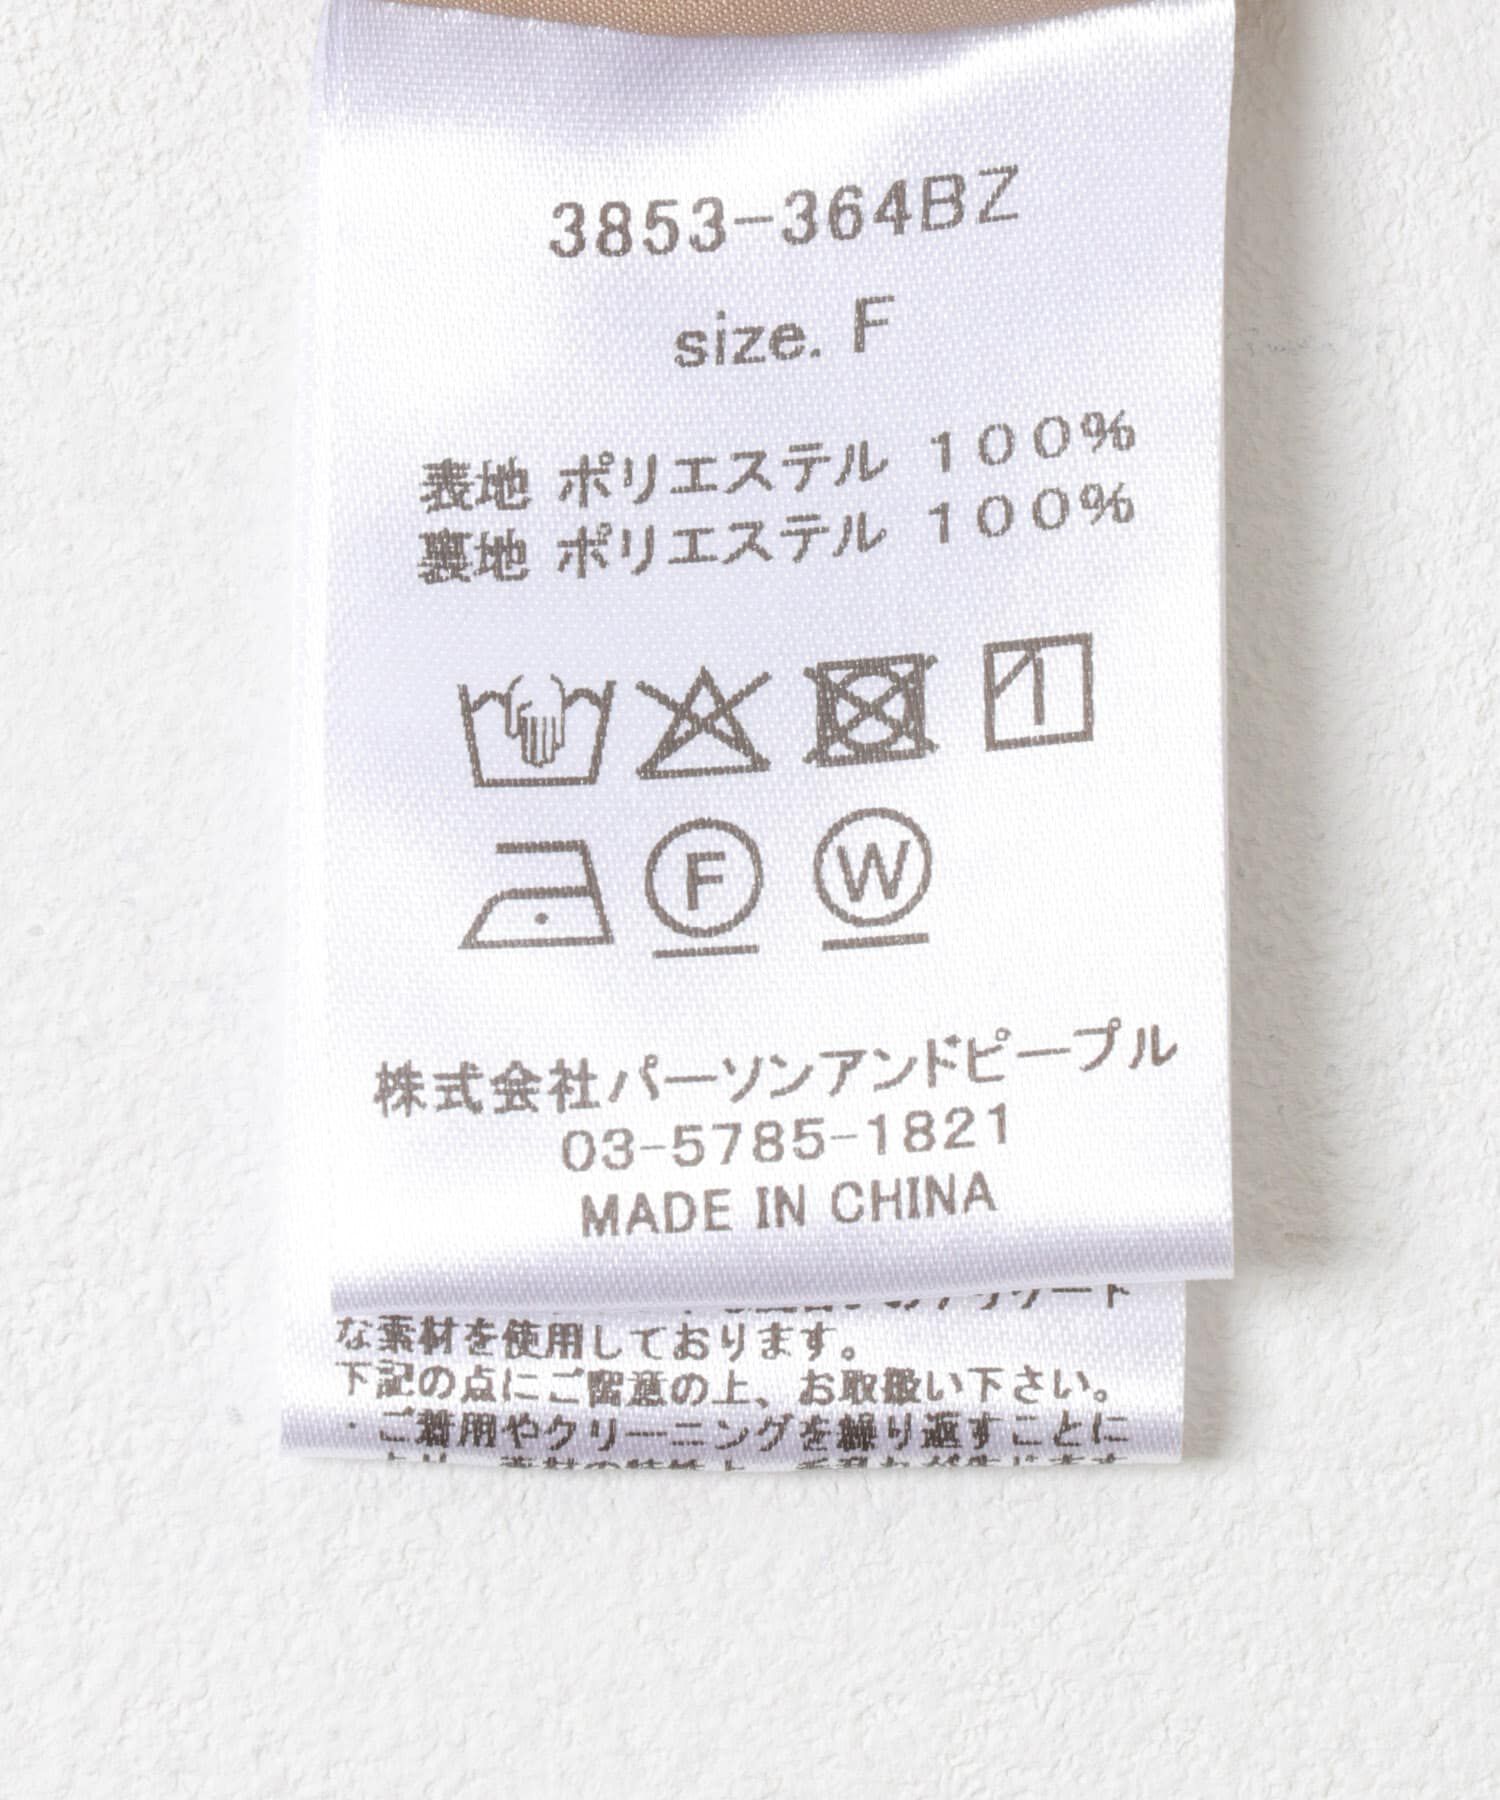 3853-364BZ
size. F
表地 ポリエステル 100%
裏地 ポリエステル 100%
F W
株式会社パーソンアンドピープル
03-5785-1821
MADE IN CHINA
な素材を使用しております。
下記の点にご留意の上、お取扱い下さい。
・ご着用やクリーニングを繰り返すことに